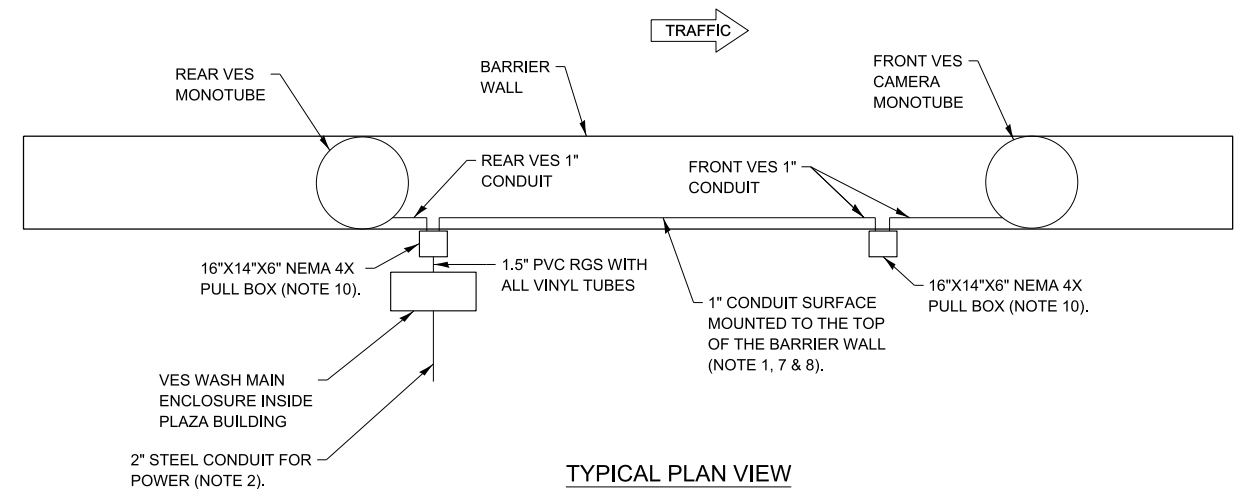 TRAFFIC
REAR VES
MONOTUBE
BARRIER
WALL
FRONT VES
CAMERA
MONOTUBE
REAR VES 1"
CONDUIT
FRONT VES 1"
CONDUIT
16"X14"X6" NEMA 4X
PULL BOX (NOTE 10).
1.5" PVC RGS WITH
ALL VINYL TUBES
1" CONDUIT SURFACE
MOUNTED TO THE TOP
OF THE BARRIER WALL
(NOTE 1, 7 & 8).
16"X14"X6" NEMA 4X
PULL BOX (NOTE 10).
VES WASH MAIN
ENCLOSURE INSIDE
PLAZA BUILDING
2" STEEL CONDUIT FOR
POWER (NOTE 2).
TYPICAL PLAN VIEW